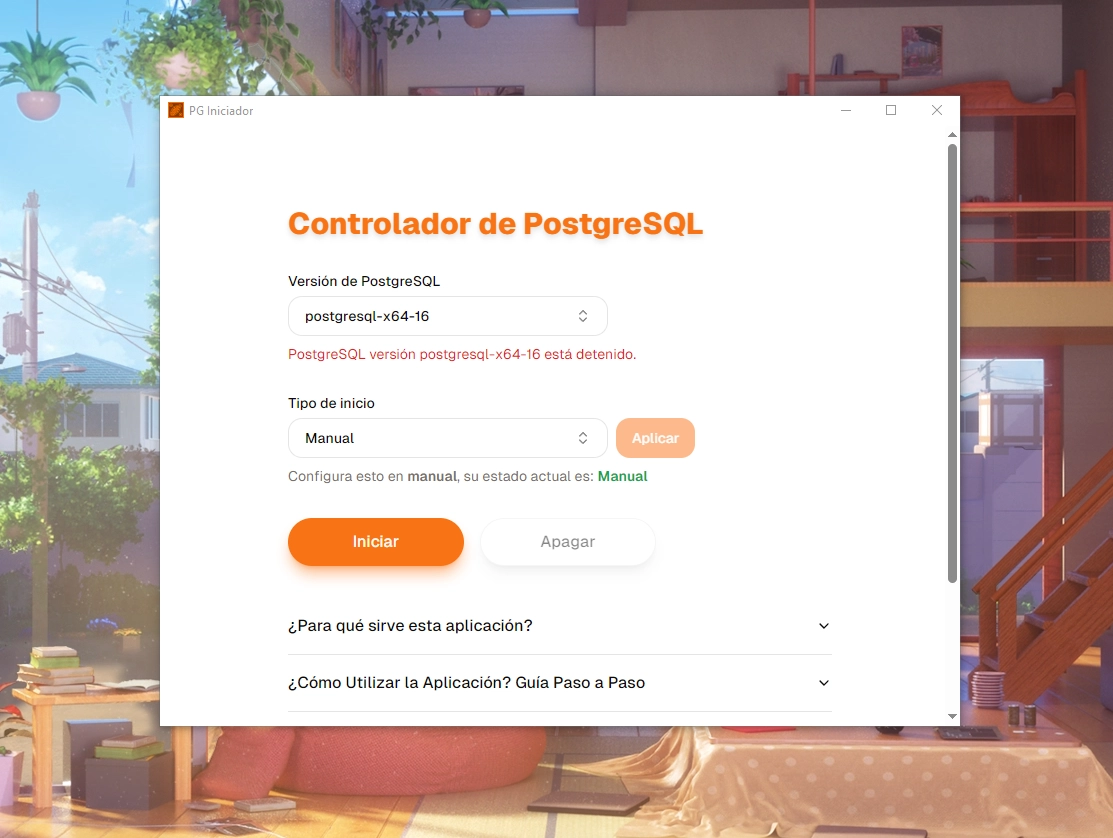 PG Iniciador
Controlador de PostgreSQL
Versión de PostgreSQL
postgresql-x64-16
PostgreSQL versión postgresql-x64-16 está detenido.
Tipo de inicio
Manual
Aplicar
Configura esto en manual, su estado actual es: Manual
Iniciar
Apagar
¿Para qué sirve esta aplicación?
¿Cómo Utilizar la Aplicación? Guía Paso a Paso